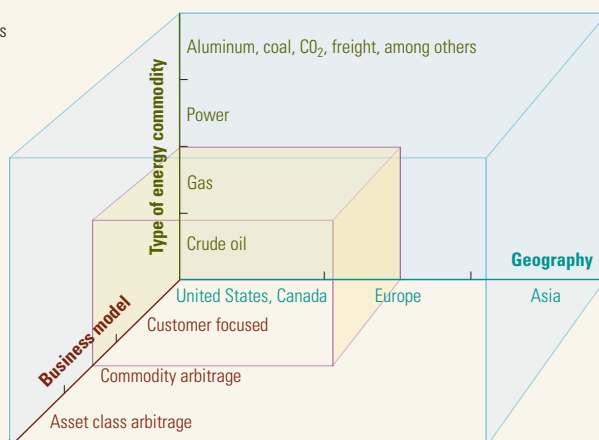 Aluminum, coal, CO₂, freight, among others
Type of energy commodity
Power
Gas
Crude oil
Geography
United States, Canada
Europe
Asia
Business model
Customer focused
Commodity arbitrage
Asset class arbitrage